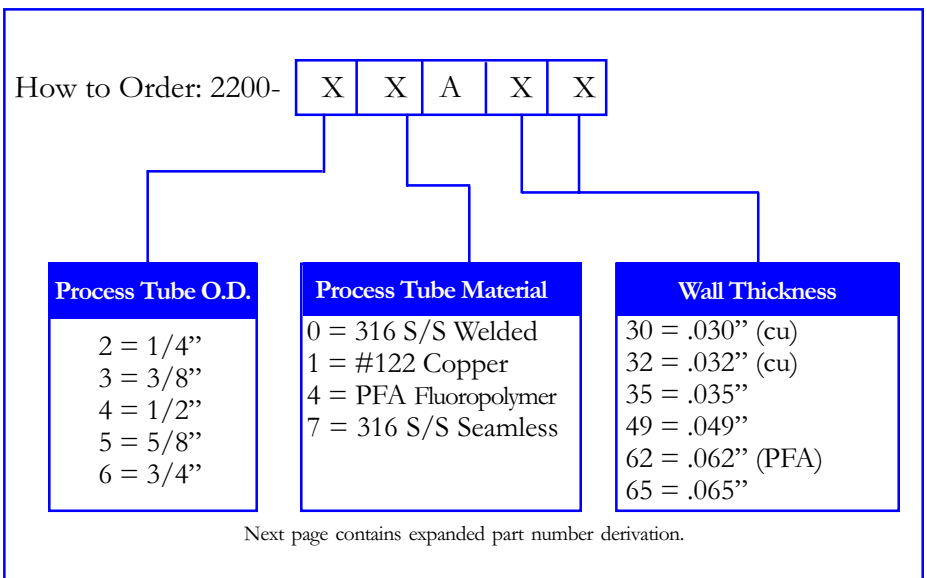 How to Order: 2200- X X A X X
Process Tube O.D.
2 = 1/4”
3 = 3/8”
4 = 1/2”
5 = 5/8”
6 = 3/4”
Process Tube Material
0 = 316 S/S Welded
1 = #122 Copper
4 = PFA Fluoropolymer
7 = 316 S/S Seamless
Wall Thickness
30 = .030” (cu)
32 = .032” (cu)
35 = .035”
49 = .049”
62 = .062” (PFA)
65 = .065”
Next page contains expanded part number derivation.